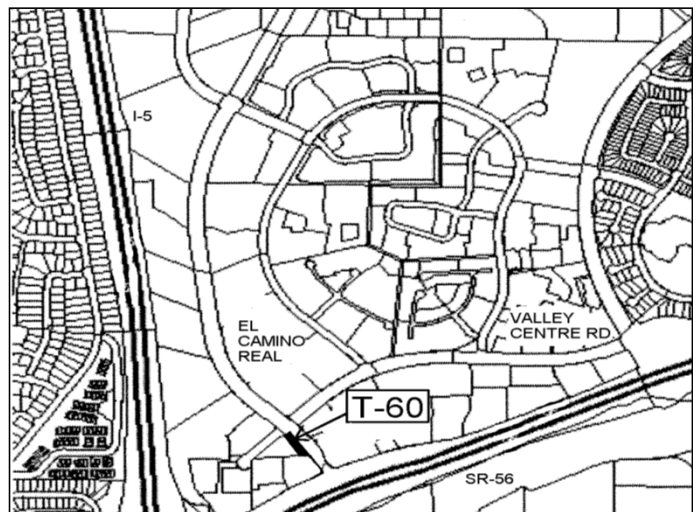 I-5
EL
CAMINO
REAL
VALLEY
CENTRE RD
T-60
SR-56